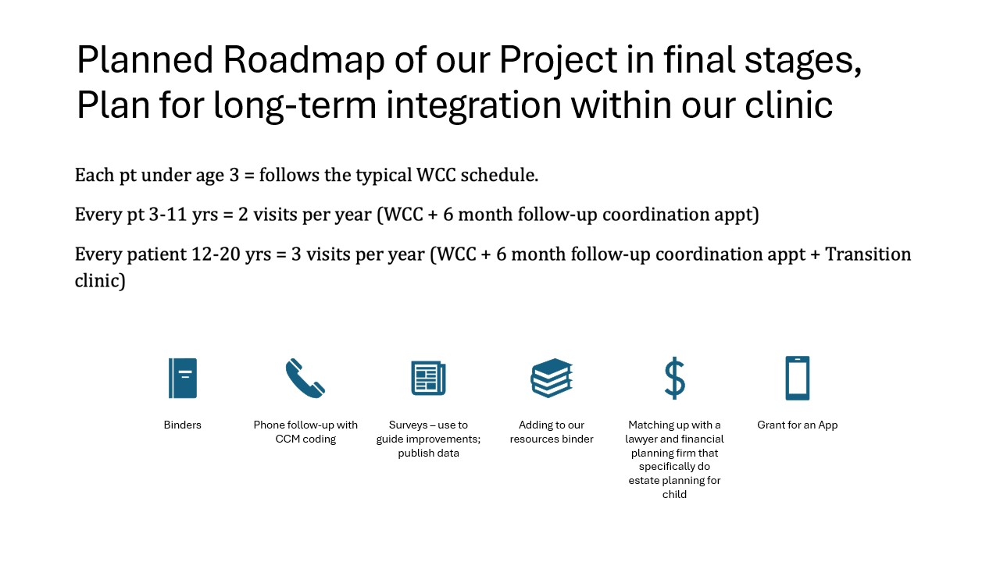 Planned Roadmap of our Project in final stages,
Plan for long-term integration within our clinic
Each pt under age 3 = follows the typical WCC schedule.
Every pt 3-11 yrs = 2 visits per year (WCC + 6 month follow-up coordination appt)
Every patient 12-20 yrs = 3 visits per year (WCC + 6 month follow-up coordination appt + Transition
clinic)
Binders
Phone follow-up with
CCM coding
Surveys – use to
guide improvements;
publish data
Adding to our
resources binder
Matching up with a
lawyer and financial
planning firm that
specifically do
estate planning for
child
Grant for an App